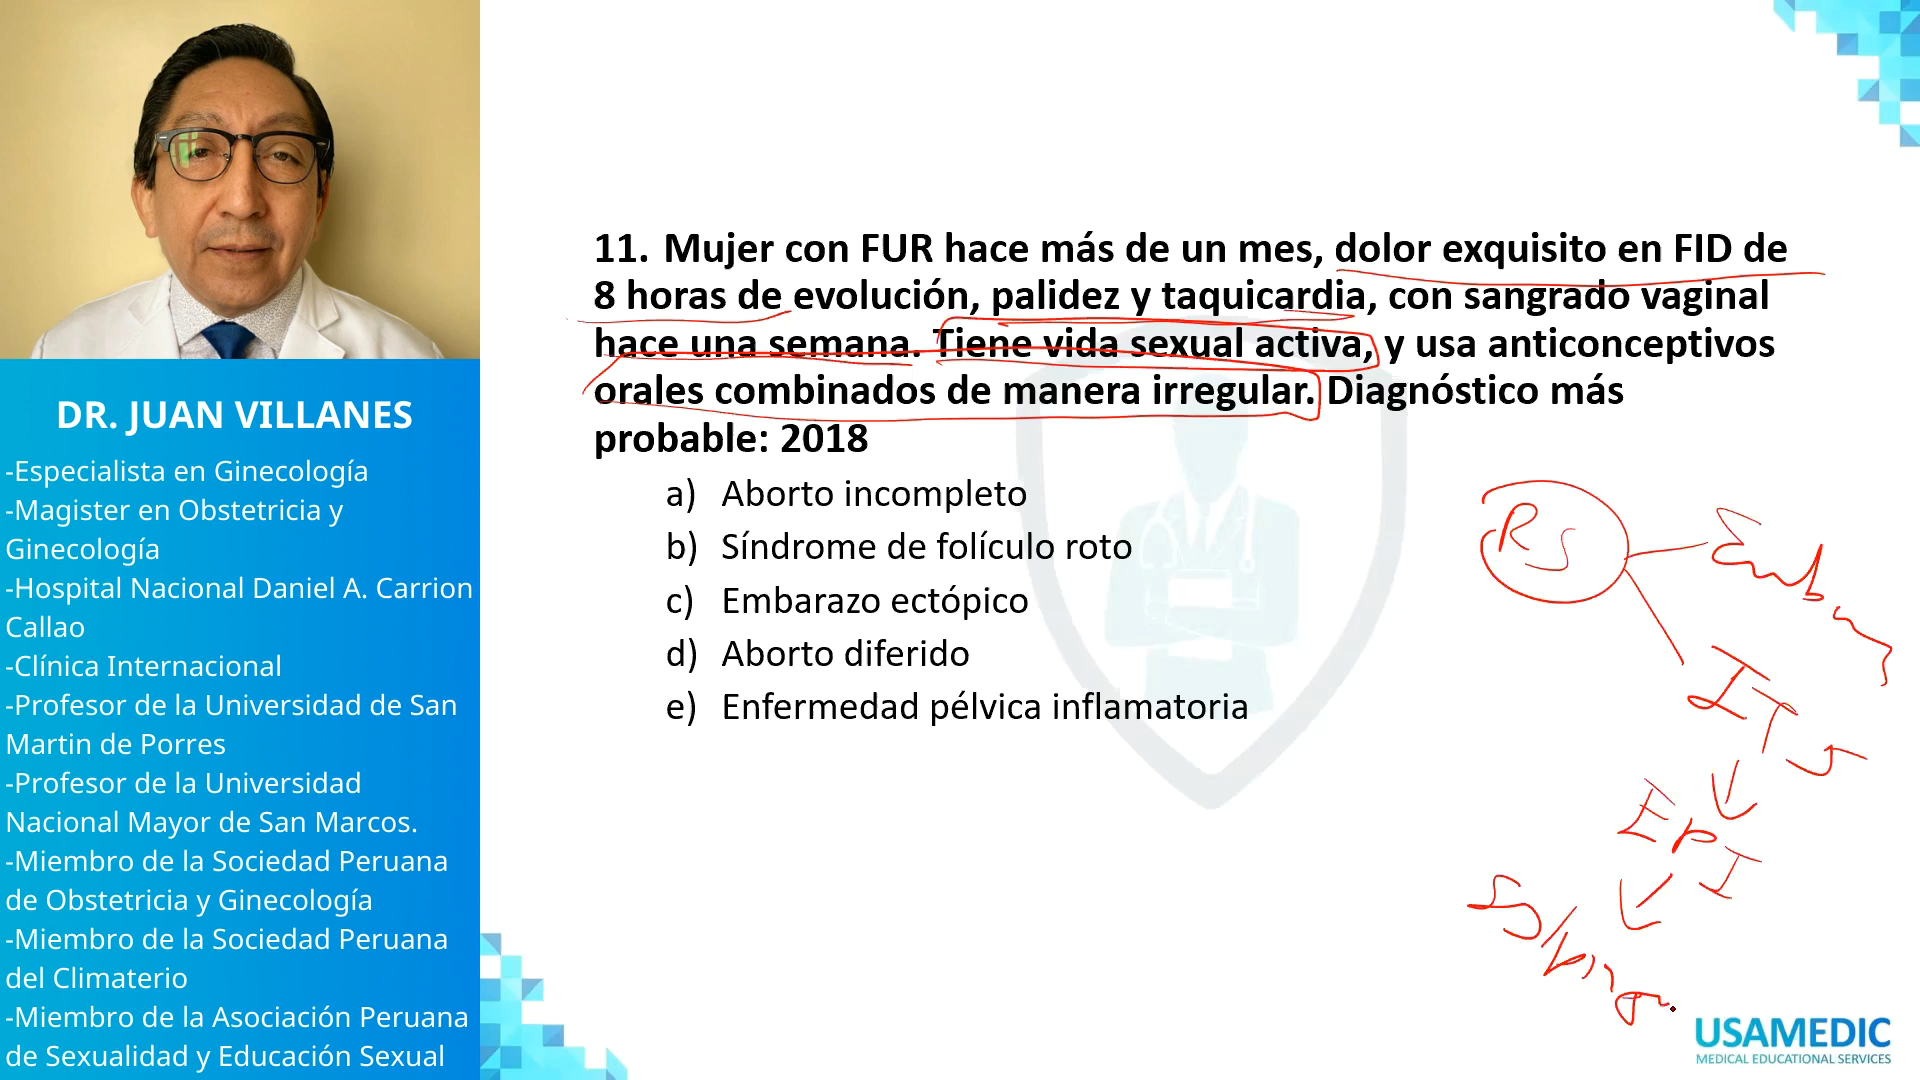 DR. JUAN VILLANES
-Especialista en Ginecología
-Magister en Obstetricia y
Ginecología
-Hospital Nacional Daniel A. Carrion
Callao
-Clínica Internacional
-Profesor de la Universidad de San
Martin de Porres
-Profesor de la Universidad
Nacional Mayor de San Marcos.
-Miembro de la Sociedad Peruana
de Obstetricia y Ginecología
-Miembro de la Sociedad Peruana
del Climaterio
-Miembro de la Asociación Peruana
de Sexualidad y Educación Sexual
11. Mujer con FUR hace más de un mes, dolor exquisito en FID de
8 horas de evolución, palidez y taquicardia, con sangrado vaginal
hace una semana. Tiene vida sexual activa, y usa anticonceptivos
orales combinados de manera irregular. Diagnóstico más
probable: 2018
a) Aborto incompleto
b) Síndrome de folículo roto
c) Embarazo ectópico
d) Aborto diferido
e) Enfermedad pélvica inflamatoria
RS
ITS
EPI
USAMEDIC
MEDICAL EDUCATIONAL SERVICES